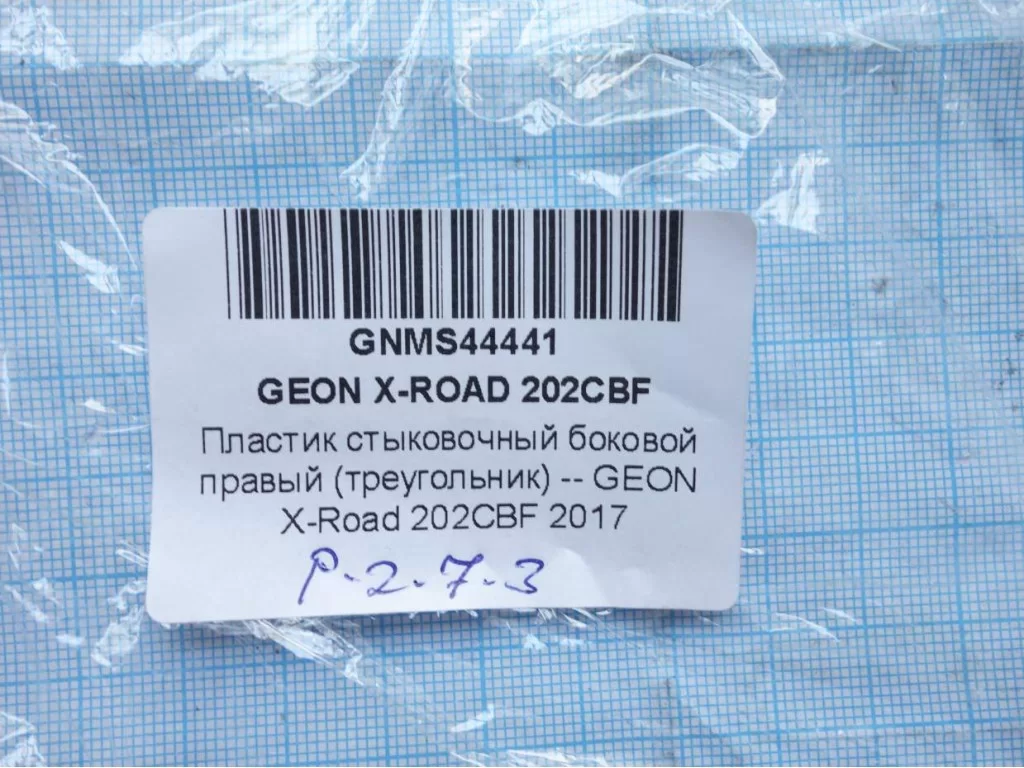 GNMS44441
GEON X-ROAD 202CBF
Пластик стыковочный боковой
правый (треугольник) -- GEON
X-Road 202CBF 2017
Р-2-7-3